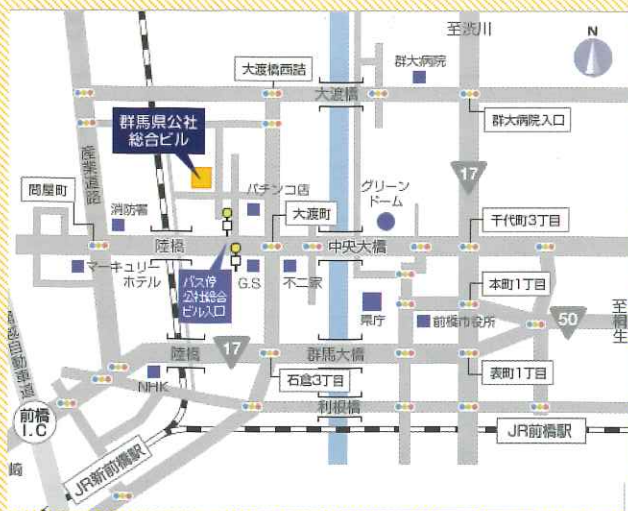 至渋川
N
群大病院
大渡橋西詰
大渡橋
群大病院入口
群馬県公社
総合ビル
産業道路
17
問屋町
消防署
パチンコ店
グリーン
ドーム
大渡町
千代町3丁目
陸橋
中央大橋
マーキュリー
ホテル
バス停
公社総合
ビル入口
G.S
不二家
本町1丁目
県庁
前橋市役所
50
至桐生
陸橋
17
群馬大橋
NHK
石倉3丁目
表町1丁目
自動車道
前橋
I.C
利根橋
JR新前橋駅
JR前橋駅
崎